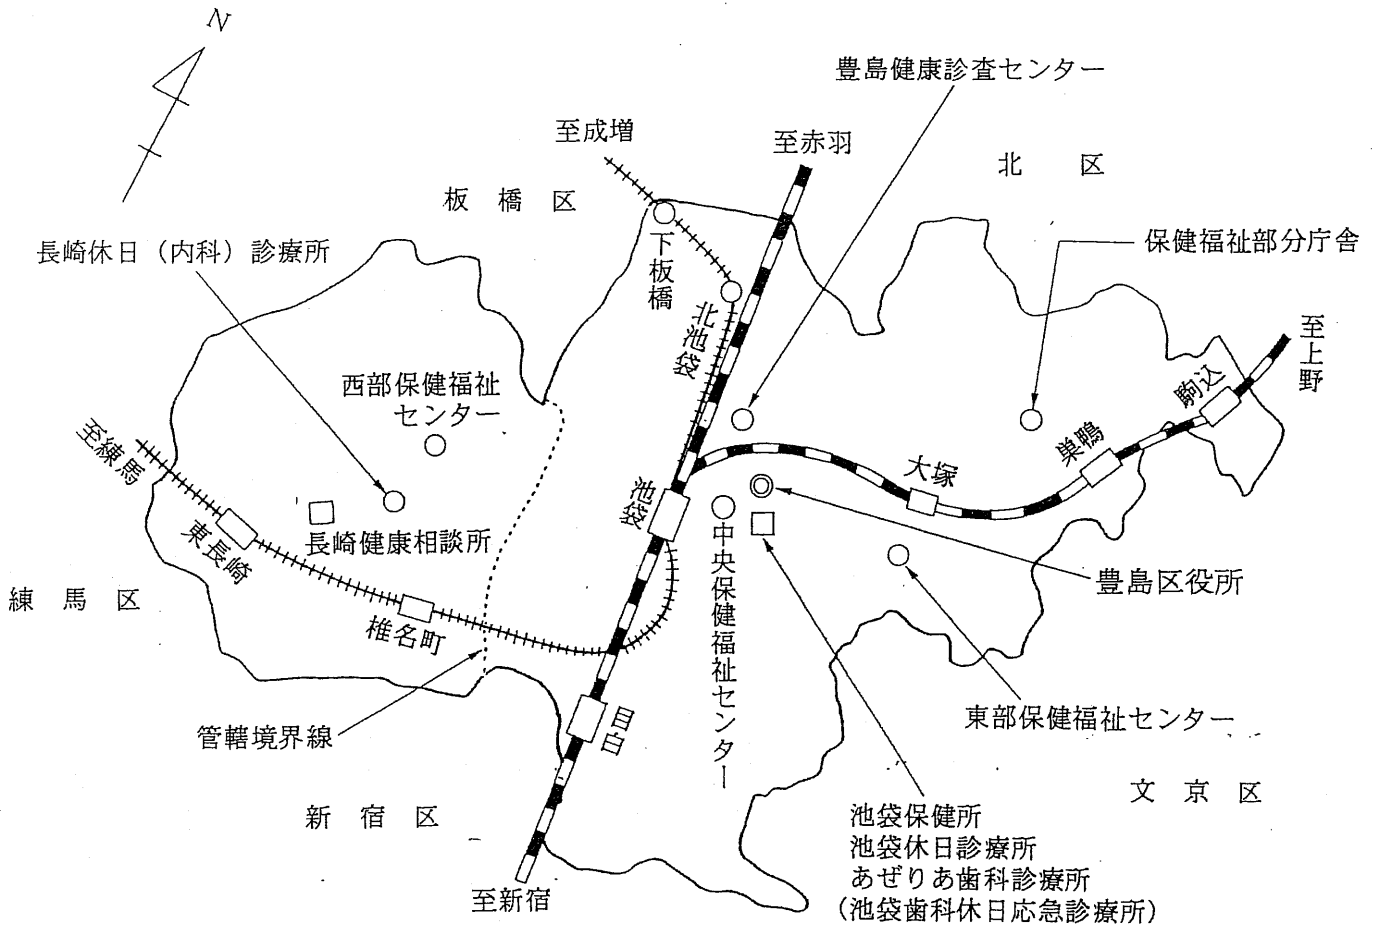 N
豊島健康診査センター
至成増
至赤羽
北区
板橋区
長崎休日（内科）診療所
保健福祉部分庁舎
下板橋
北池袋
至上野
西部保健福祉
センター
駒込
巣鴨
至練馬
大塚
池袋
東長崎
長崎健康相談所
中央保健福祉センター
豊島区役所
練馬区
椎名町
目白
東部保健福祉センター
管轄境界線
文京区
新宿区
池袋保健所
池袋休日診療所
あぜりあ歯科診療所
（池袋歯科休日応急診療所）
至新宿